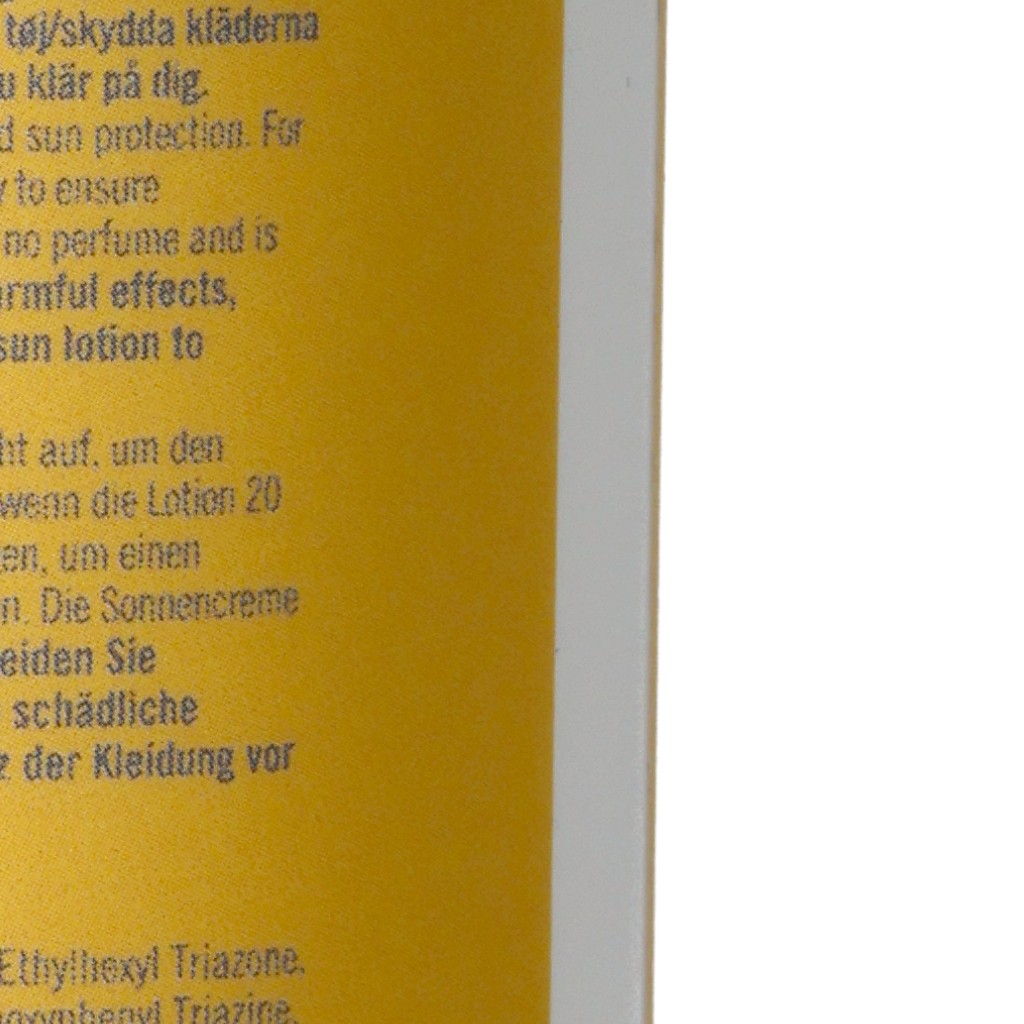 tøj/skydda kläderna
u klär på dig.
d sun protection. For
y to ensure
no perfume and is
armful effects,
sun lotion to
ht auf, um den
wenn die Lotion 20
en, um einen
n. Die Sonnencreme
eiden Sie
schädliche
z der Kleidung vor
Ethylhexyl Triazone,
oxyphenyl Triazine,